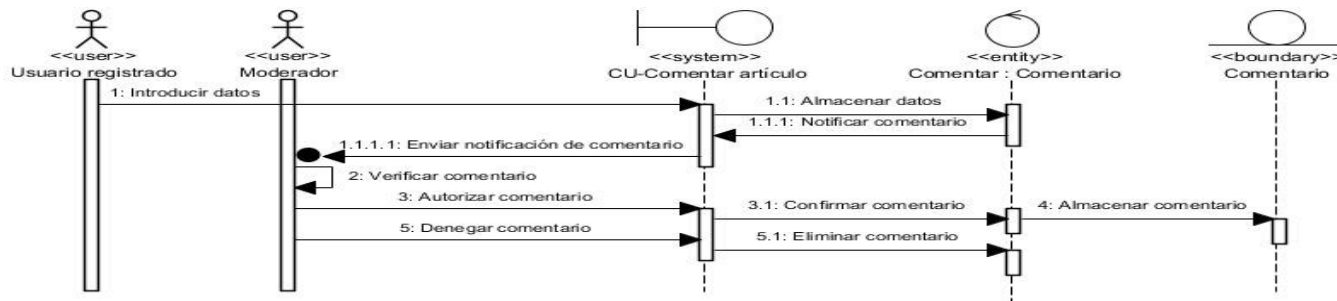 <<user>>
Usuario registrado
<<user>>
Moderador
<<system>>
CU-Comentar artículo
<<entity>>
Comentar : Comentario
<<boundary>>
Comentario
1: Introducir datos
1.1: Almacenar datos
1.1.1: Notificar comentario
1.1.1.1: Enviar notificación de comentario
2: Verificar comentario
3: Autorizar comentario
3.1: Confirmar comentario
4: Almacenar comentario
5: Denegar comentario
5.1: Eliminar comentario